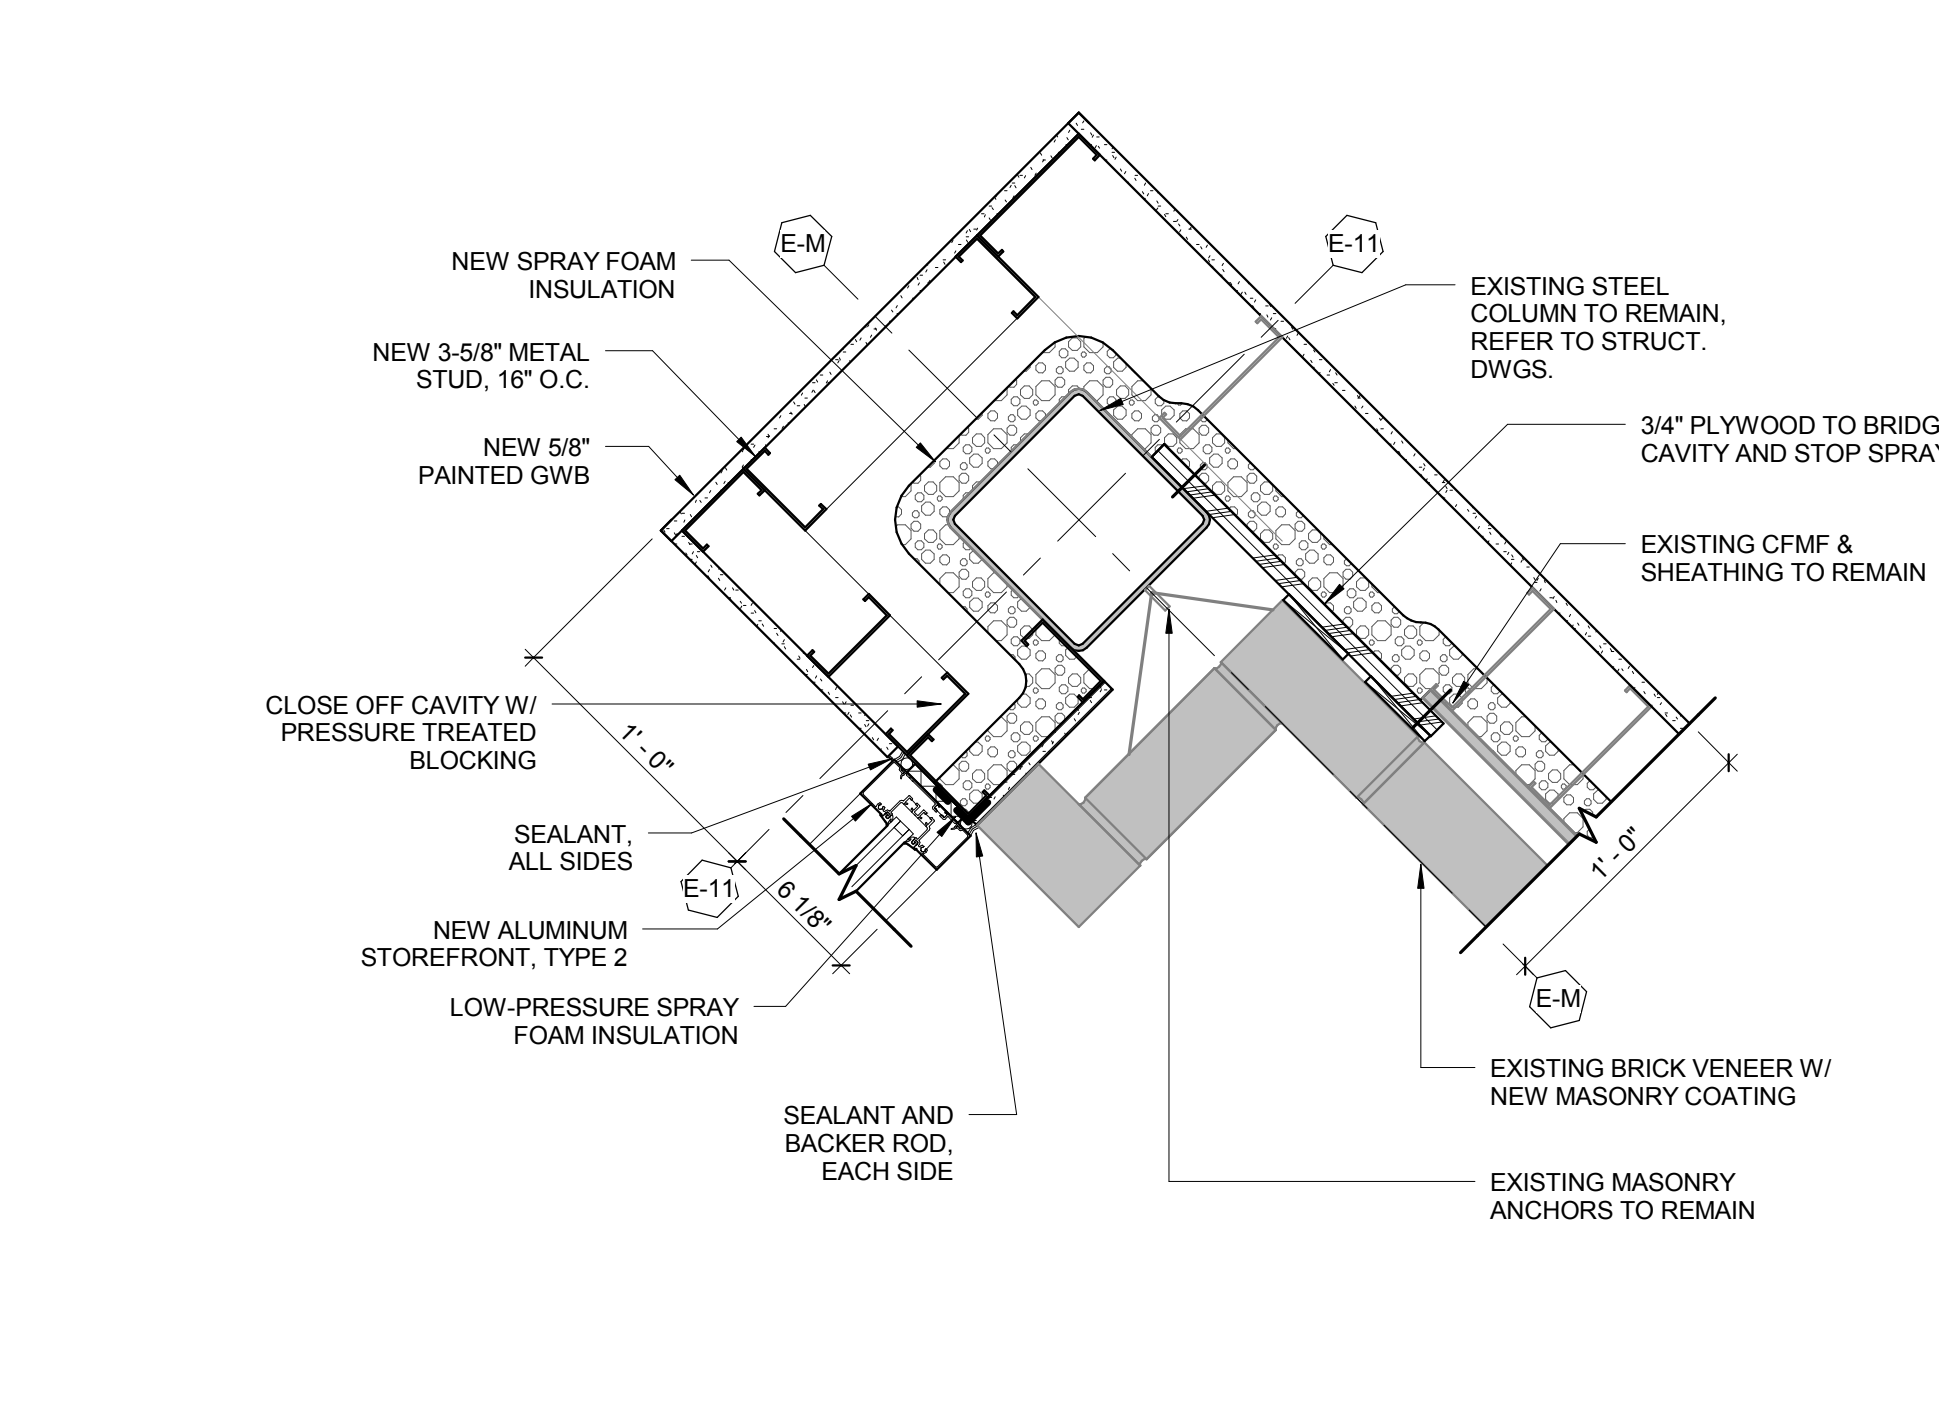 E-M
E-11
NEW SPRAY FOAM
INSULATION
EXISTING STEEL
COLUMN TO REMAIN,
REFER TO STRUCT.
DWGS.
NEW 3-5/8" METAL
STUD, 16" O.C.
3/4" PLYWOOD TO
CAVITY AND STOP
NEW 5/8"
PAINTED GWB
EXISTING CFMF &
SHEATHING TO REMAIN
CLOSE OFF CAVITY W/
PRESSURE TREATED
BLOCKING
1' - 0"
SEALANT,
ALL SIDES
1' - 0"
E-11
6 1/8"
NEW ALUMINUM
STOREFRONT, TYPE 2
E-M
LOW-PRESSURE SPRAY
FOAM INSULATION
EXISTING BRICK VENEER W/
NEW MASONRY COATING
SEALANT AND
BACKER ROD,
EACH SIDE
EXISTING MASONRY
ANCHORS TO REMAIN